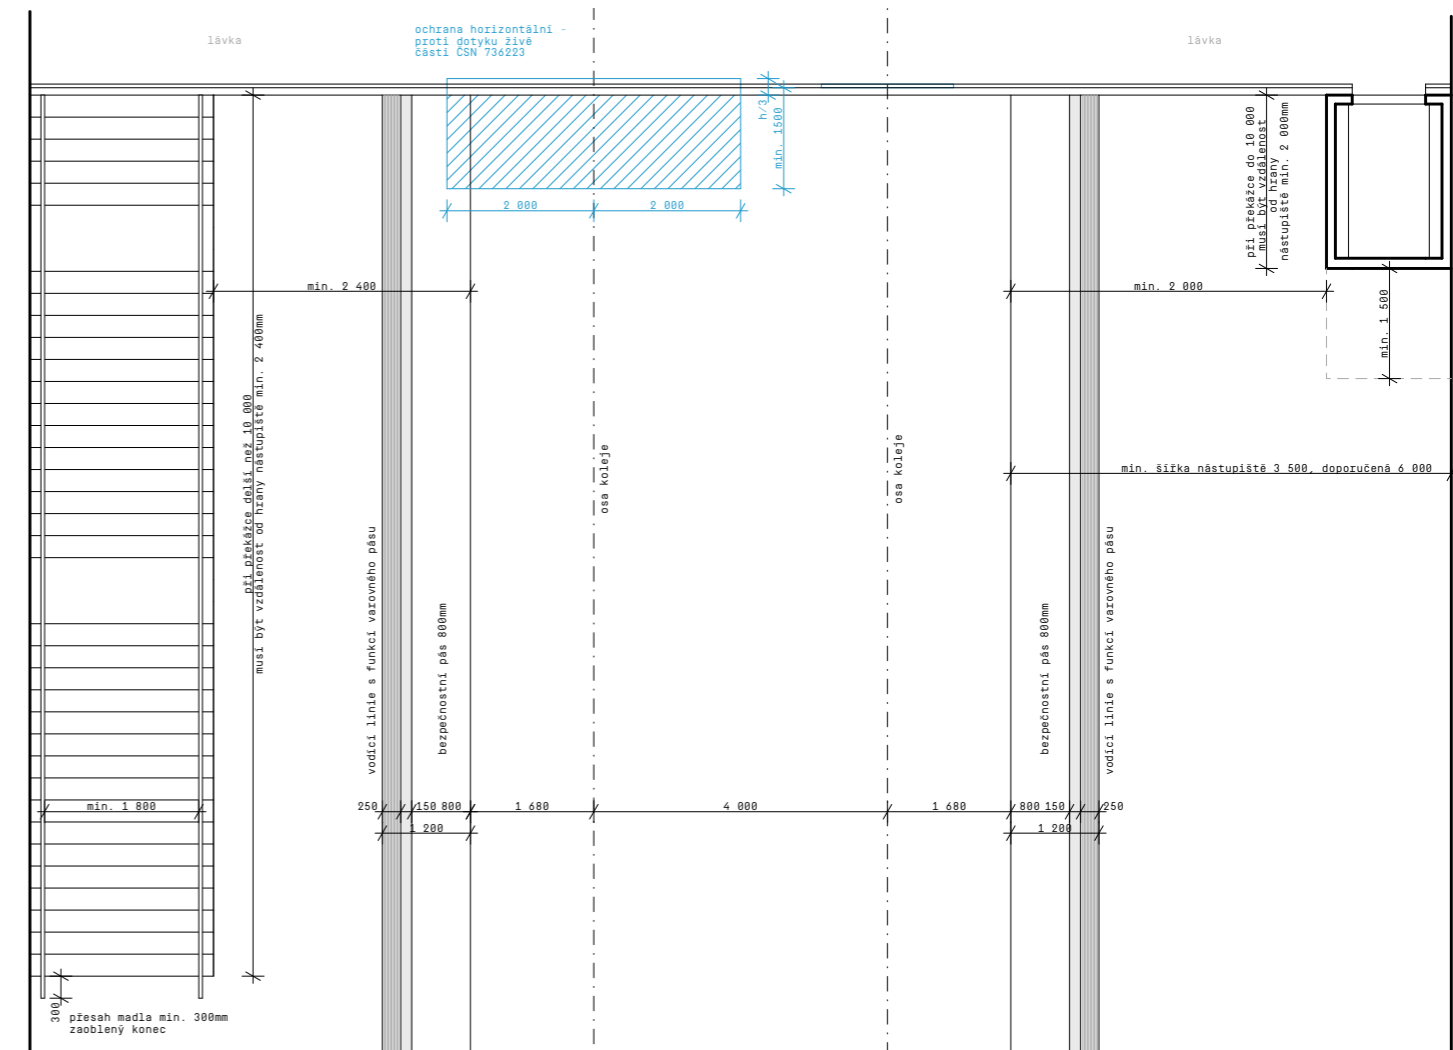 lávka
ochrana horizontální -
proti dotyku živé
části ČSN 736223
lávka
h/3
min. 1500
2 000
2 000
při překážce do 10 000
musí být vzdálenost
od hrany
nástupiště min. 2 000mm
min. 2 400
min. 2 000
min. 1 500
při překážce delší než 10 000
musí být vzdálenost od hrany nástupiště min. 2 400mm
osa koleje
osa koleje
min. šířka nástupiště 3 500, doporučená 6 000
vodící linie s funkcí varovného pásu
bezpečnostní pás 800mm
bezpečnostní pás 800mm
vodící linie s funkcí varovného pásu
min. 1 800
250
150
800
1 680
4 000
1 680
800
150
250
1 200
1 200
300
přesah madla min. 300mm
zaoblený konec